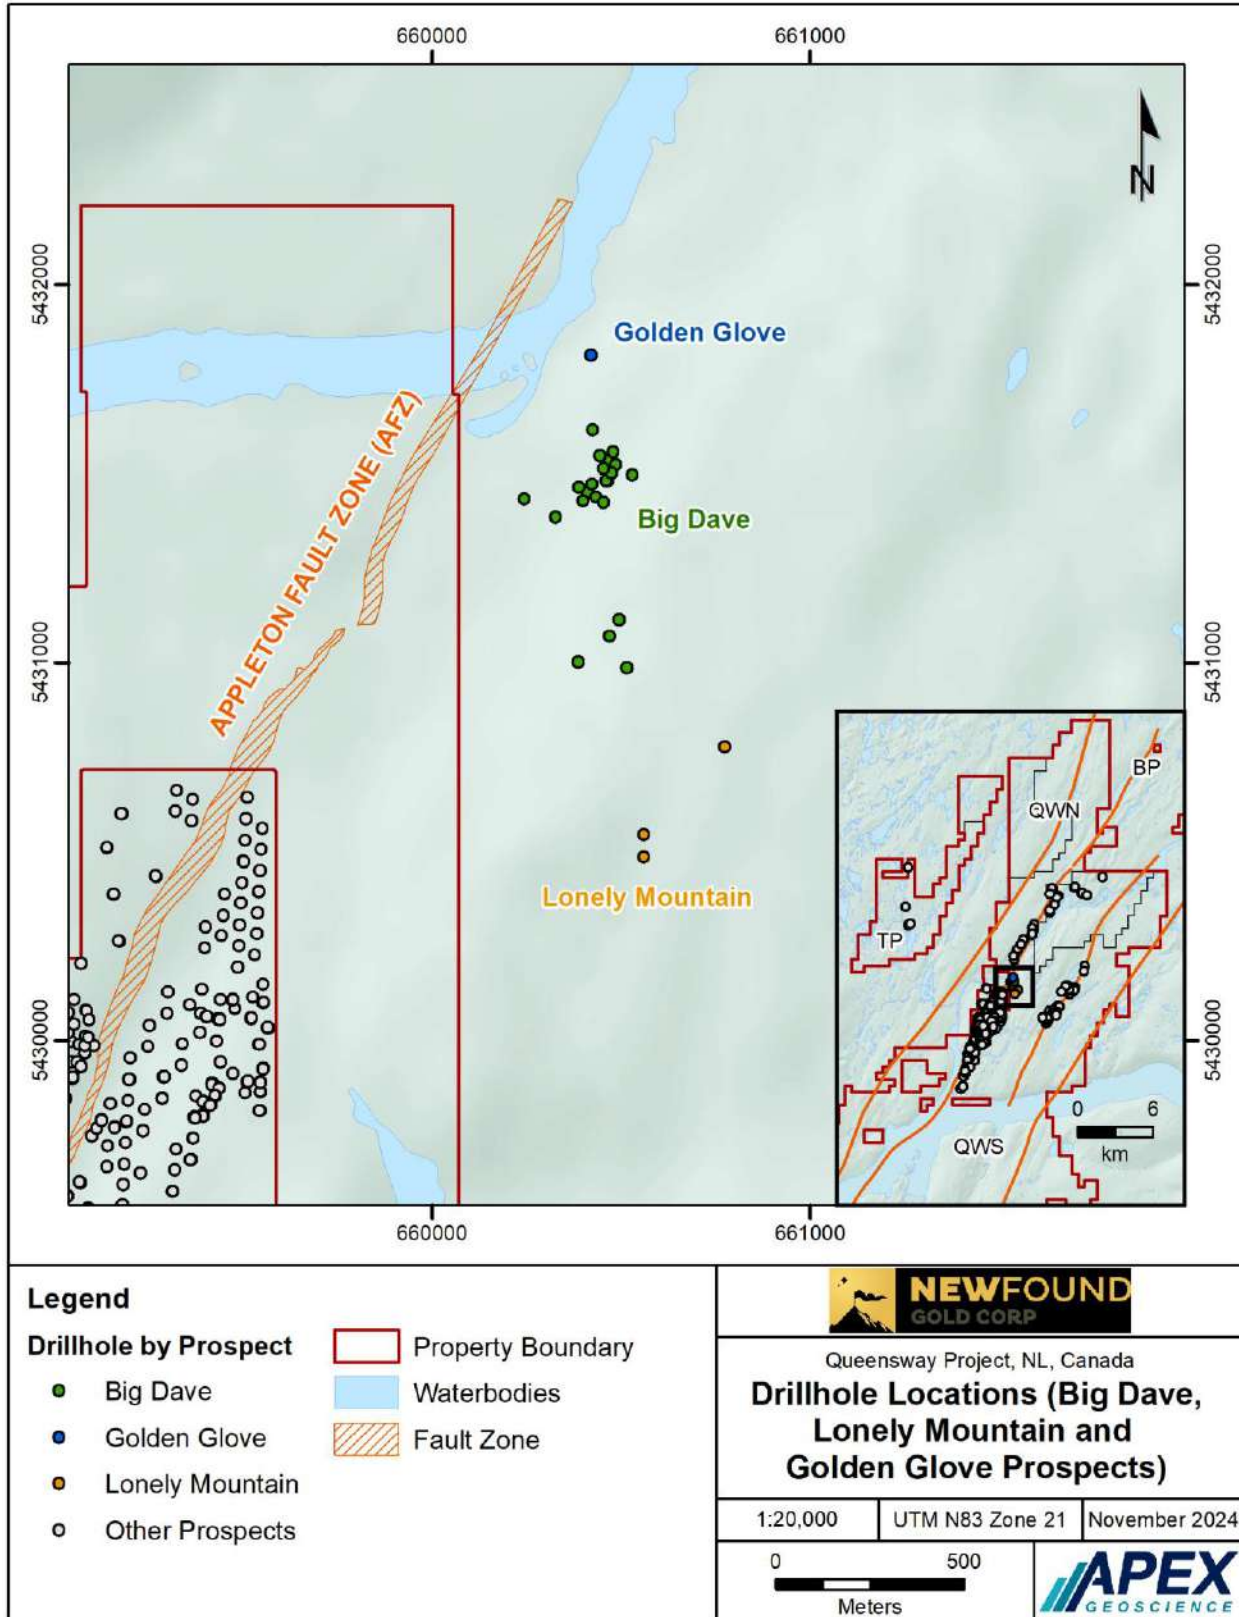 660000
661000
N
5432000
5432000
Golden Glove
APPLETON FAULT ZONE (AFZ)
Big Dave
5431000
5431000
Lonely Mountain
BP
QWN
TP
QWS
0
6
km
5430000
5430000
660000
661000
Legend
Drillhole by Prospect
Big Dave
Golden Glove
Lonely Mountain
Other Prospects
Property Boundary
Waterbodies
Fault Zone
NEWFOUND
GOLD CORP
Queensway Project, NL, Canada
Drillhole Locations (Big Dave,
Lonely Mountain and
Golden Glove Prospects)
1:20,000
UTM N83 Zone 21
November 2024
0
500
Meters
APEX
GEOSCIENCE